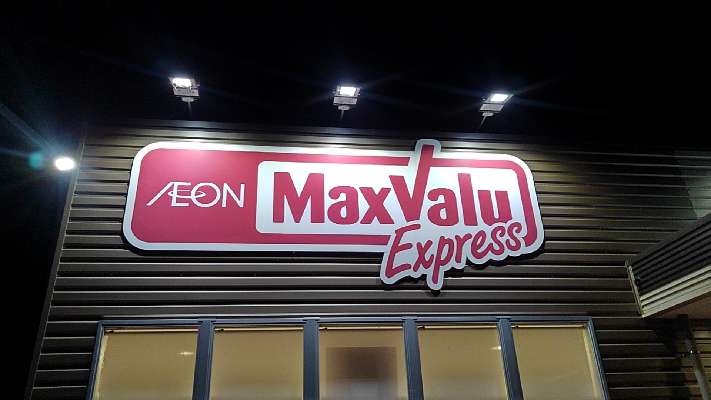 ÆON
MaxValu
Express